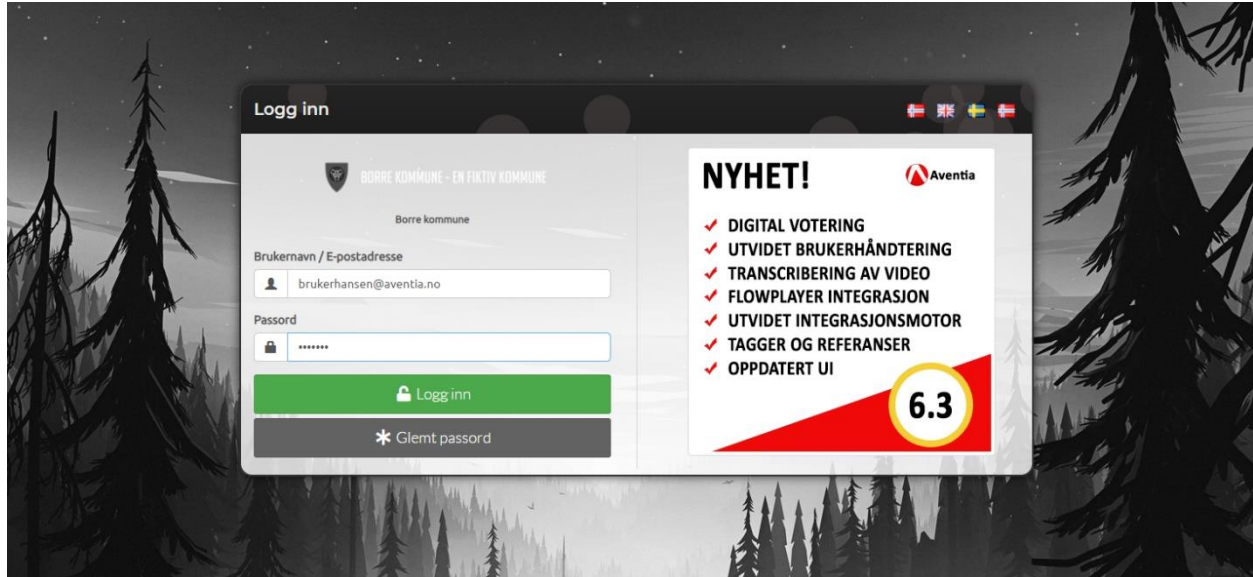 Logg inn
BORRE KOMMUNE - EN FIKTIV KOMMUNE
Borre kommune
Brukernavn / E-postadresse
brukerhansen@aventia.no
Passord
•••••••
Logg inn
Glemt passord
NYHET!
Aventia
DIGITAL VOTERING
UTVIDET BRUKERHÅNDTERING
TRANSCRIBERING AV VIDEO
FLOWPLAYER INTEGRASJON
UTVIDET INTEGRASJONSMOTOR
TAGGER OG REFERANSER
OPPDATERT UI
6.3